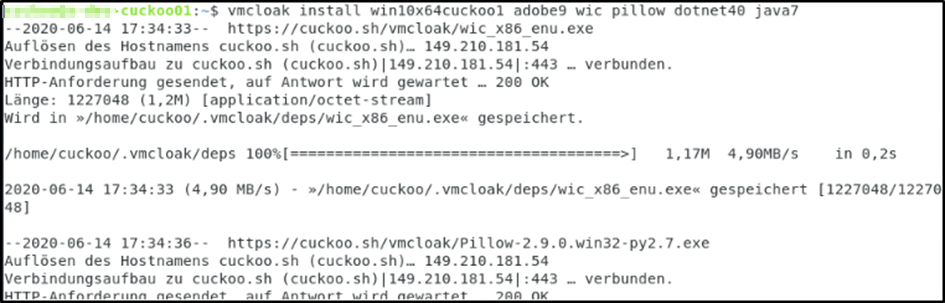 -cuckoo01:~$ vmcloak install win10x64cuckoo1 adobe9 wic pillow dotnet40 java7
--2020-06-14 17:34:33--  https://cuckoo.sh/vmcloak/wic_x86_enu.exe
Auflösen des Hostnamens cuckoo.sh (cuckoo.sh)… 149.210.181.54
Verbindungsaufbau zu cuckoo.sh (cuckoo.sh)|149.210.181.54|:443 … verbunden.
HTTP-Anforderung gesendet, auf Antwort wird gewartet … 200 OK
Länge: 1227048 (1,2M) [application/octet-stream]
Wird in »/home/cuckoo/.vmcloak/deps/wic_x86_enu.exe« gespeichert.
/home/cuckoo/.vmcloak/deps 100%[=====================================>]   1,17M  4,90MB/s    in 0,2s
2020-06-14 17:34:33 (4,90 MB/s) - »/home/cuckoo/.vmcloak/deps/wic_x86_enu.exe« gespeichert [1227048/12270
48]
--2020-06-14 17:34:36--  https://cuckoo.sh/vmcloak/Pillow-2.9.0.win32-py2.7.exe
Auflösen des Hostnamens cuckoo.sh (cuckoo.sh)… 149.210.181.54
Verbindungsaufbau zu cuckoo.sh (cuckoo.sh)|149.210.181.54|:443 … verbunden.
HTTP-Anforderung gesendet, auf Antwort wird gewartet … 200 OK